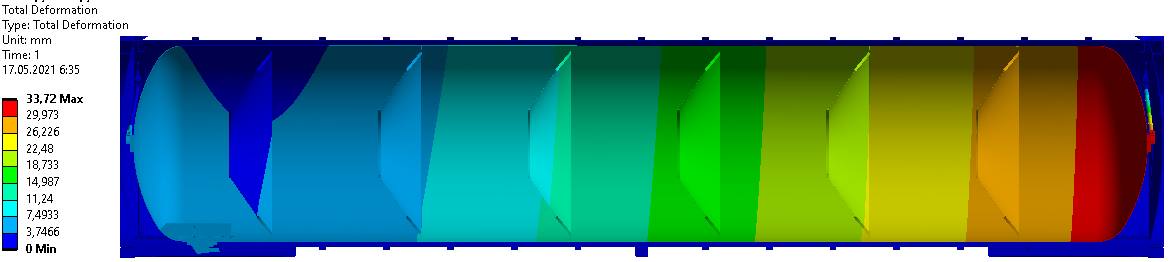 Total Deformation
Type: Total Deformation
Unit: mm
Time: 1
17.05.2021 6:35
33,72 Max
29,973
26,226
22,48
18,733
14,987
11,24
7,4933
3,7466
0 Min